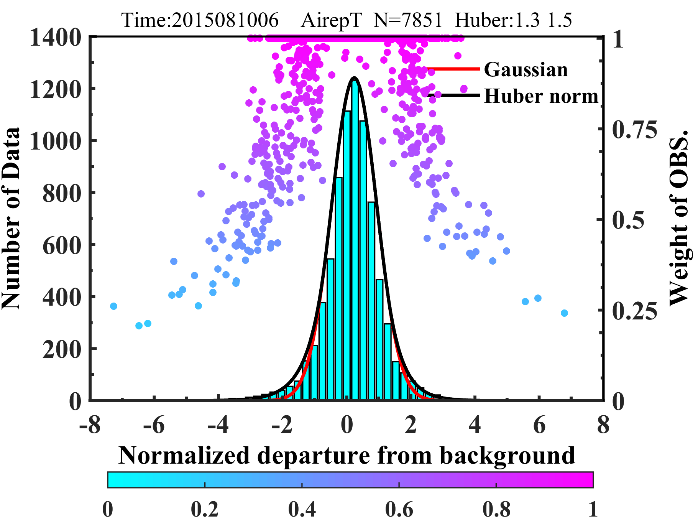 Time:2015081006 AirepT N=7851 Huber:1.3 1.5
1400
1200
1000
800
600
400
200
0
Number of Data
1
0.75
0.5
0.25
0
Weight of OBS.
Gaussian
Huber norm
-8 -6 -4 -2 0 2 4 6 8
Normalized departure from background
0 0.2 0.4 0.6 0.8 1